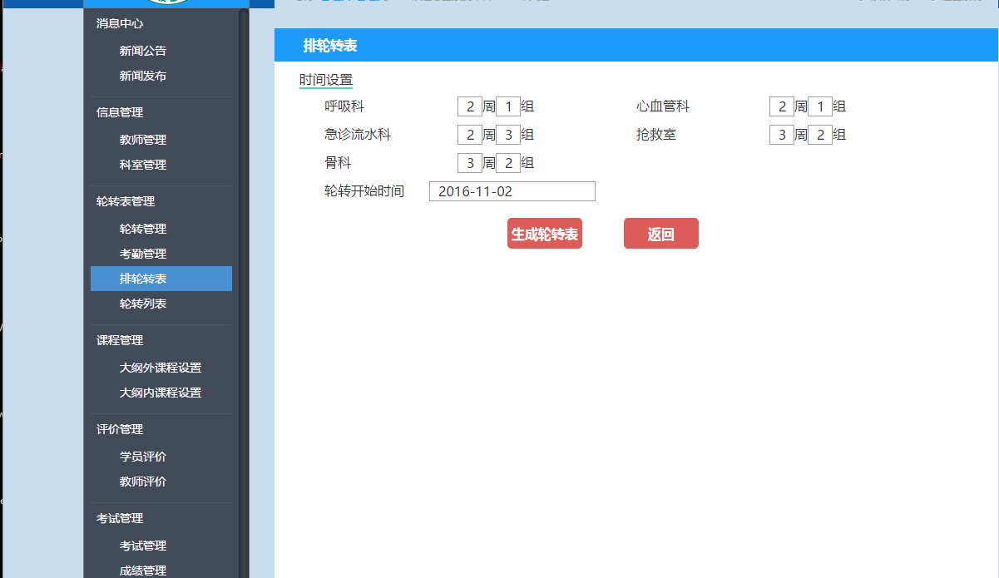 消息中心
新闻公告
新闻发布
信息管理
教师管理
科室管理
轮转表管理
轮转管理
考勤管理
排轮转表
轮转列表
课程管理
大纲外课程设置
大纲内课程设置
评价管理
学员评价
教师评价
考试管理
考试管理
成绩管理
排轮转表
时间设置
呼吸科 2 周 1 组 心血管科 2 周 1 组
急诊流水科 2 周 3 组 抢救室 3 周 2 组
骨科 3 周 2 组
轮转开始时间 2016-11-02
生成轮转表 返回